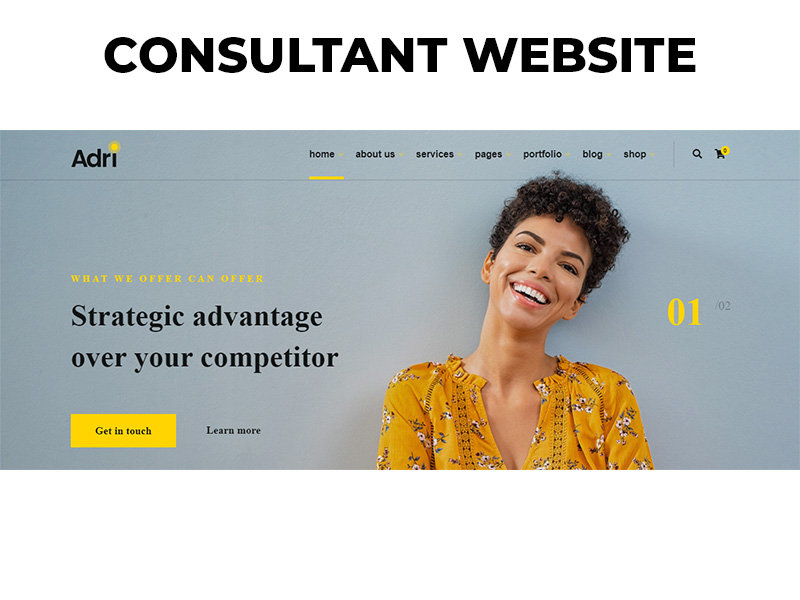 CONSULTANT WEBSITE
Adri
home about us services pages portfolio blog shop 0
WHAT WE OFFER CAN OFFER
Strategic advantage
over your competitor
01 /02
Get in touch Learn more